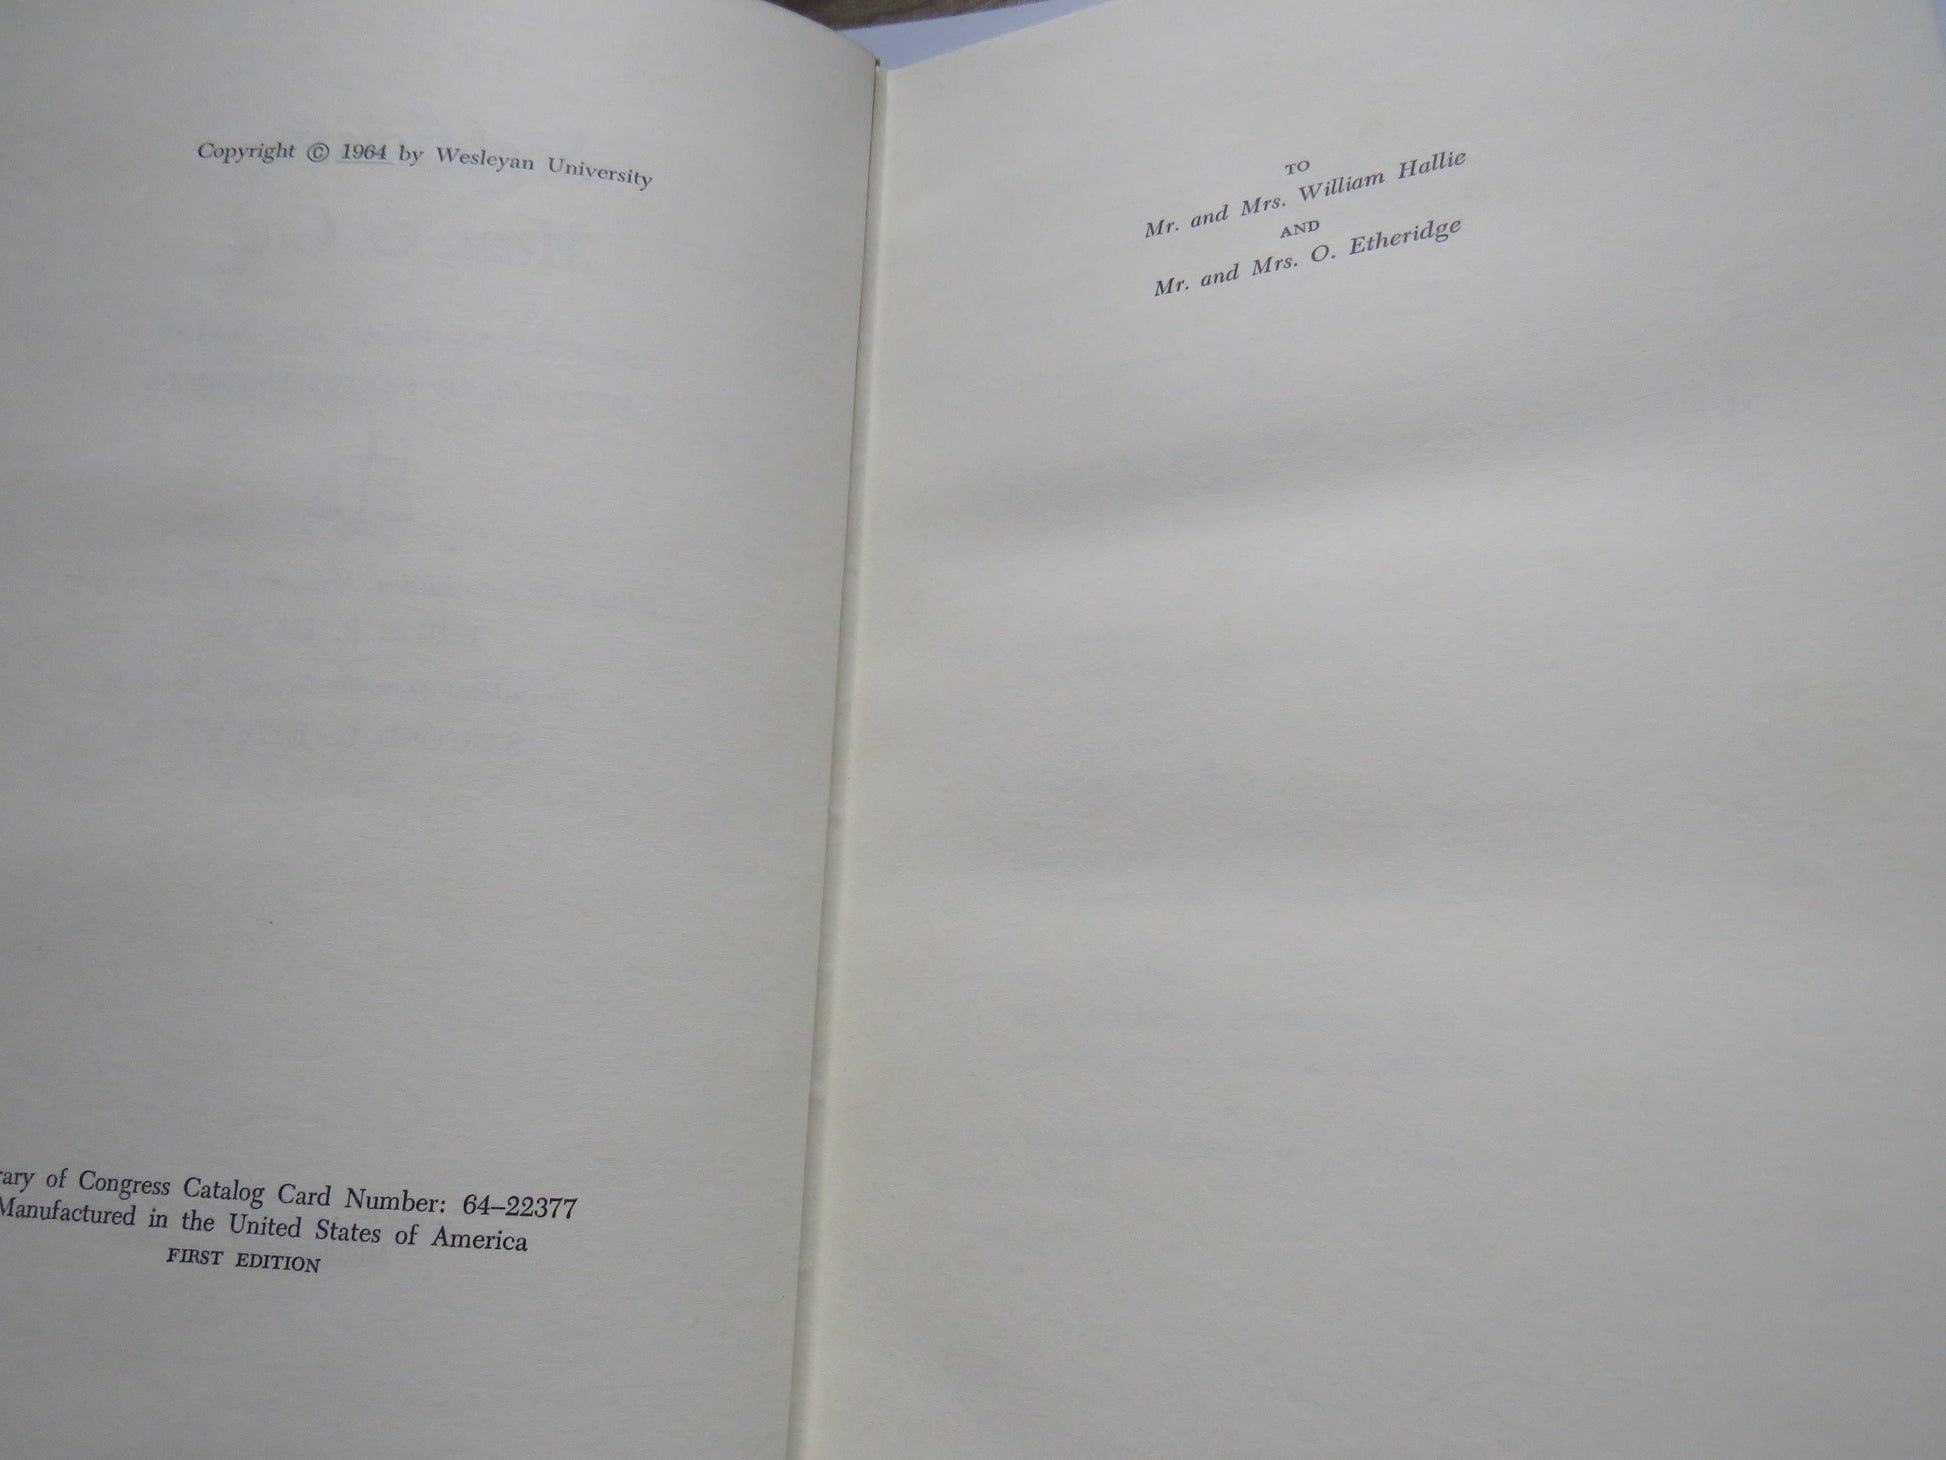 Copyright © 1964 by Wesleyan University
rary of Congress Catalog Card Number: 64–22377
Manufactured in the United States of America
FIRST EDITION
TO
Mr. and Mrs. William Hallie
AND
Mr. and Mrs. O. Etheridge